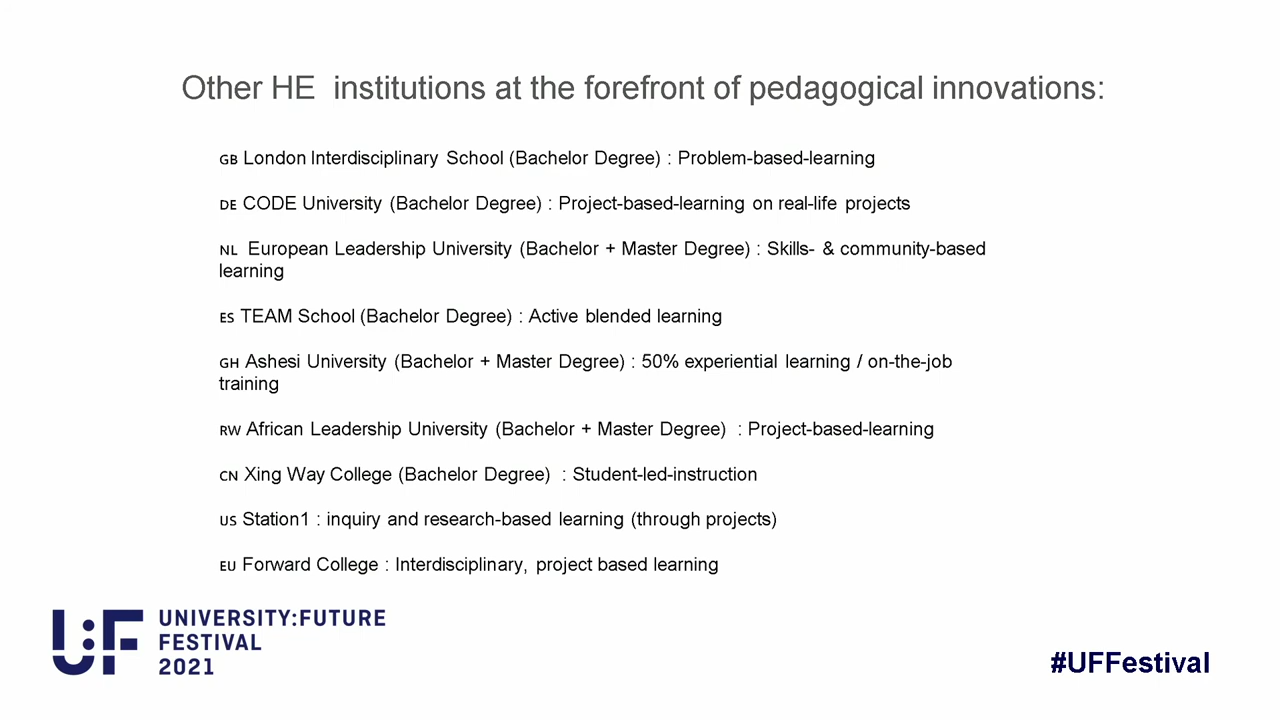 Other HE  institutions at the forefront of pedagogical innovations:
GB London Interdisciplinary School (Bachelor Degree) : Problem-based-learning
DE CODE University (Bachelor Degree) : Project-based-learning on real-life projects
NL  European Leadership University (Bachelor + Master Degree) : Skills- & community-based
learning
ES TEAM School (Bachelor Degree) : Active blended learning
GH Ashesi University (Bachelor + Master Degree) : 50% experiential learning / on-the-job
training
RW African Leadership University (Bachelor + Master Degree)  : Project-based-learning
CN Xing Way College (Bachelor Degree)  : Student-led-instruction
US Station1 : inquiry and research-based learning (through projects)
EU Forward College : Interdisciplinary, project based learning
U:F
UNIVERSITY:FUTURE
FESTIVAL
2021
#UFFestival